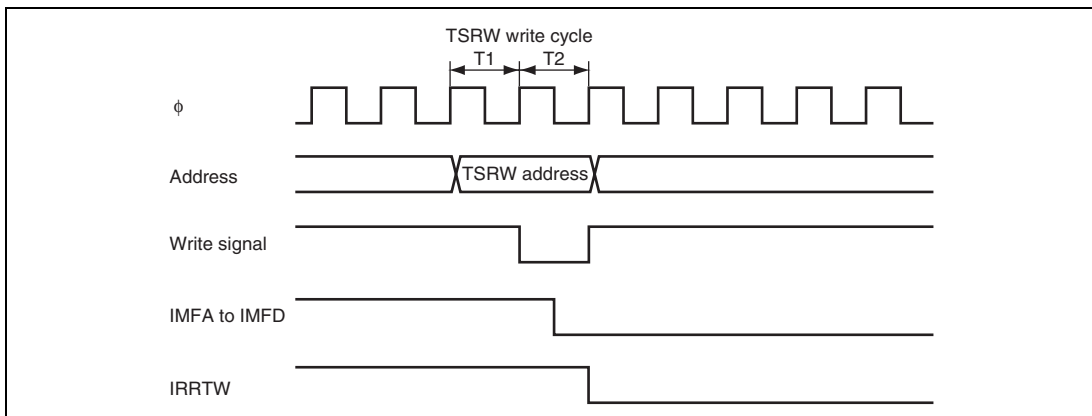 TSRW write cycle
T1 T2
ϕ
Address
TSRW address
Write signal
IMFA to IMFD
IRRTW